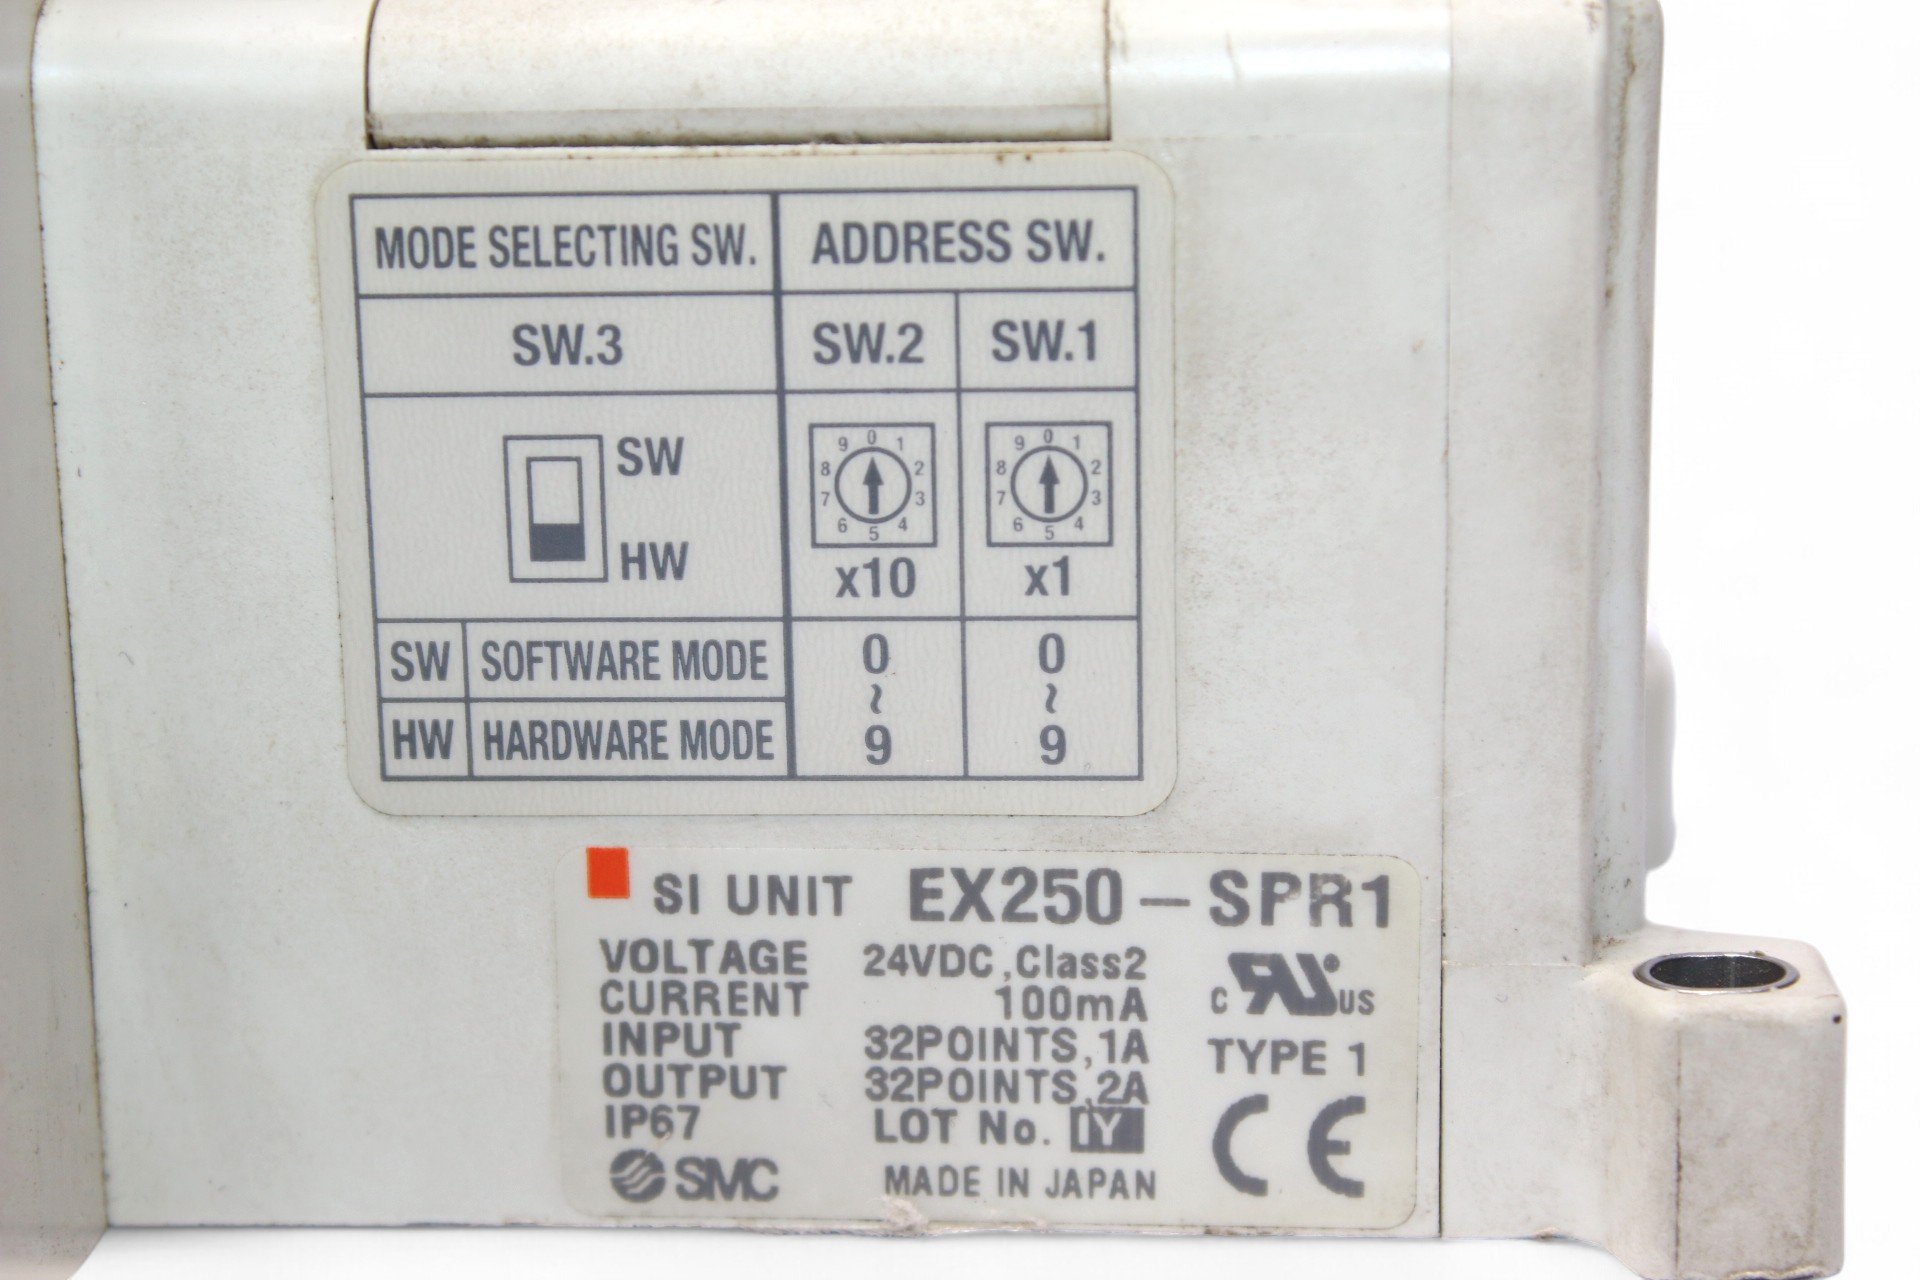 MODE SELECTING SW. ADDRESS SW.
SW.3 SW.2 SW.1
SW
HW
9 0 1 2 3 4 5 6 7 8
x10
9 0 1 2 3 4 5 6 7 8
x1
SW SOFTWARE MODE
HW HARDWARE MODE
0 ~ 9
0 ~ 9
SI UNIT EX250-SPR1
VOLTAGE 24VDC, Class2
CURRENT 100mA
INPUT 32POINTS, 1A
OUTPUT 32POINTS, 2A
IP67 LOT No. IY
SMC MADE IN JAPAN
C RU US
TYPE 1
CE